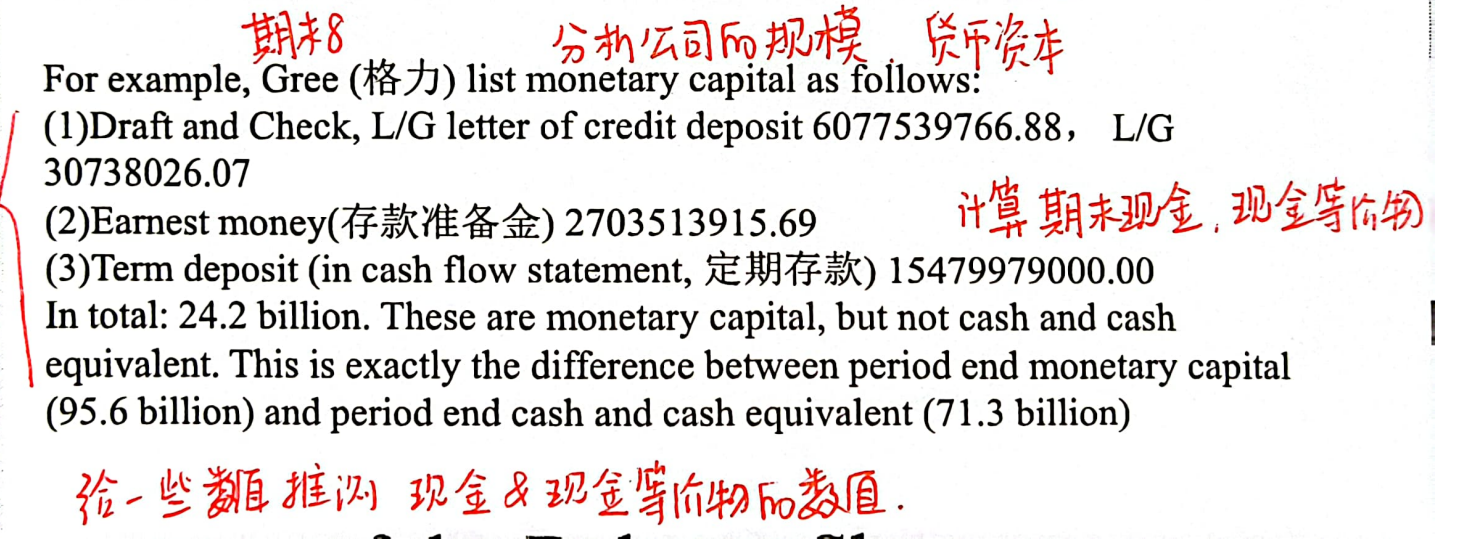 期末8 分析公司的规模、货币资本
For example, Gree (格力) list monetary capital as follows:
(1)Draft and Check, L/G letter of credit deposit 6077539766.88， L/G
30738026.07
(2)Earnest money(存款准备金) 2703513915.69
计算期末现金,现金等价物
(3)Term deposit (in cash flow statement, 定期存款) 15479979000.00
In total: 24.2 billion. These are monetary capital, but not cash and cash
equivalent. This is exactly the difference between period end monetary capital
(95.6 billion) and period end cash and cash equivalent (71.3 billion)
给一些数值推测 现金&现金等价物的数值.